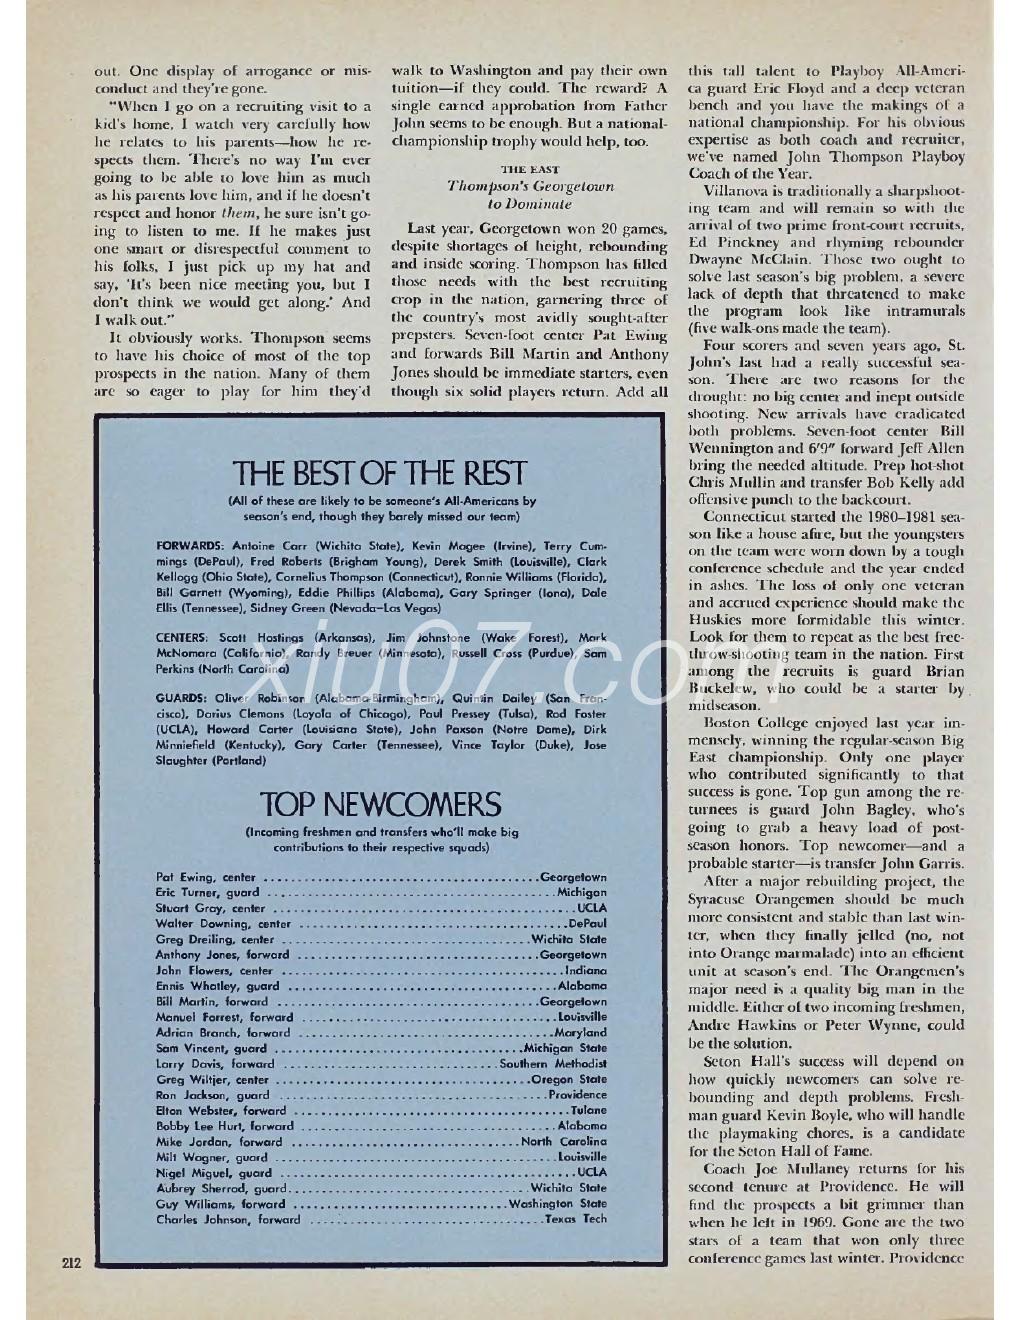 out. One display of arrogance or mis-
conduct and they're gone.
"When I go on a recruiting visit to a
kid's home, I watch very carefully how
he relates to his parents—how he re-
spects them. There's no way I'm ever
going to be able to love him as much
as his parents love him, and if he doesn't
respect and honor them, he sure isn't go-
ing to listen to me. If he makes just
one smart or disrespectful comment to
his folks, I just pick up my hat and
say, 'It's been nice meeting you, but I
don't think we would get along.' And
I walk out."
It obviously works. Thompson seems
to have his choice of most of the top
prospects in the nation. Many of them
are so eager to play for him they'd
walk to Washington and pay their own
tuition—if they could. The reward? A
single earned approbation from Father
John seems to be enough. But a national-
championship trophy would help, too.
THE EAST
Thompson's Georgetown
to Dominate
Last year, Georgetown won 20 games,
despite shortages of height, rebounding
and inside scoring. Thompson has filled
those needs with the best recruiting
crop in the nation, garnering three of
the country's most avidly sought-after
prepsters. Seven-foot center Pat Ewing
and forwards Bill Martin and Anthony
Jones should be immediate starters, even
though six solid players return. Add all
this tall talent to Playboy All-Ameri-
ca guard Eric Floyd and a deep veteran
bench and you have the makings of a
national championship. For his obvious
expertise as both coach and recruiter,
we've named John Thompson Playboy
Coach of the Year.
Villanova is traditionally a sharpshoot-
ing team and will remain so with the
arrival of two prime front-court recruits,
Ed Pinckney and rhyming rebounder
Dwayne McClain. Those two ought to
solve last season's big problem, a severe
lack of depth that threatened to make
the program look like intramurals
(five walk-ons made the team).
Four scorers and seven years ago, St.
John's last had a really successful sea-
son. There are two reasons for the
drought: no big center and inept outside
shooting. New arrivals have eradicated
both problems. Seven-foot center Bill
Wennington and 6'9" forward Jeff Allen
bring the needed altitude. Prep hot-shot
Chris Mullin and transfer Bob Kelly add
offensive punch to the backcourt.
Connecticut started the 1980–1981 sea-
son like a house afire, but the youngsters
on the team were worn down by a tough
conference schedule and the year ended
in ashes. The loss of only one veteran
and accrued experience should make the
Huskies more formidable this winter.
Look for them to repeat as the best free-
throw-shooting team in the nation. First
among the recruits is guard Brian
Buckelew, who could be a starter by
midseason.
Boston College enjoyed last year im-
mensely, winning the regular-season Big
East championship. Only one player
who contributed significantly to that
success is gone. Top gun among the re-
turnees is guard John Bagley, who's
going to grab a heavy load of post-
season honors. Top newcomer—and a
probable starter—is transfer John Garris.
After a major rebuilding project, the
Syracuse Orangemen should be much
more consistent and stable than last win-
ter, when they finally jelled (no, not
into Orange marmalade) into an efficient
unit at season's end. The Orangemen's
major need is a quality big man in the
middle. Either of two incoming freshmen,
Andre Hawkins or Peter Wynne, could
be the solution.
Seton Hall's success will depend on
how quickly newcomers can solve re-
bounding and depth problems. Fresh-
man guard Kevin Boyle, who will handle
the playmaking chores, is a candidate
for the Seton Hall of Fame.
Coach Joe Mullaney returns for his
second tenure at Providence. He will
find the prospects a bit grimmer than
when he left in 1969. Gone are the two
stars of a team that won only three
conference games last winter. Providence
THE BEST OF THE REST
(All of these are likely to be someone's All-Americans by
season's end, though they barely missed our team)
FORWARDS: Antoine Carr (Wichita State), Kevin Magee (Irvine), Terry Cum-
mings (DePaul), Fred Roberts (Brigham Young), Derek Smith (Louisville), Clark
Kellogg (Ohio State), Cornelius Thompson (Connecticut), Ronnie Williams (Florida),
Bill Garnett (Wyoming), Eddie Phillips (Alabama), Gary Springer (Iona), Dale
Ellis (Tennessee), Sidney Green (Nevada–Las Vegas)
CENTERS: Scott Hastings (Arkansas), Jim Johnstone (Wake Forest), Mark
McNamara (California), Randy Breuer (Minnesota), Russell Cross (Purdue), Sam
Perkins (North Carolina)
GUARDS: Oliver Robinson (Alabama-Birmingham), Quintin Dailey (San Fran-
cisco), Darius Clemons (Loyola of Chicago), Paul Pressey (Tulsa), Rod Foster
(UCLA), Howard Carter (Louisiana State), John Paxson (Notre Dame), Dirk
Minniefield (Kentucky), Gary Carter (Tennessee), Vince Taylor (Duke), Jose
Slaughter (Portland)
TOP NEWCOMERS
(Incoming freshmen and transfers who'll make big
contributions to their respective squads)
Pat Ewing, center ........ Georgetown
Eric Turner, guard ........ Michigan
Stuart Gray, center ........ UCLA
Walter Downing, center ........ DePaul
Greg Dreiling, center ........ Wichita State
Anthony Jones, forward ........ Georgetown
John Flowers, center ........ Indiana
Ennis Whatley, guard ........ Alabama
Bill Martin, forward ........ Georgetown
Manuel Forrest, forward ........ Louisville
Adrian Branch, forward ........ Maryland
Sam Vincent, guard ........ Michigan State
Larry Davis, forward ........ Southern Methodist
Greg Wiltjer, center ........ Oregon State
Ron Jackson, guard ........ Providence
Elton Webster, forward ........ Tulane
Bobby Lee Hurt, forward ........ Alabama
Mike Jordan, forward ........ North Carolina
Milt Wagner, guard ........ Louisville
Nigel Miguel, guard ........ UCLA
Aubrey Sherrod, guard ........ Wichita State
Guy Williams, forward ........ Washington State
Charles Johnson, forward ........ Texas Tech
212
xiu07.com